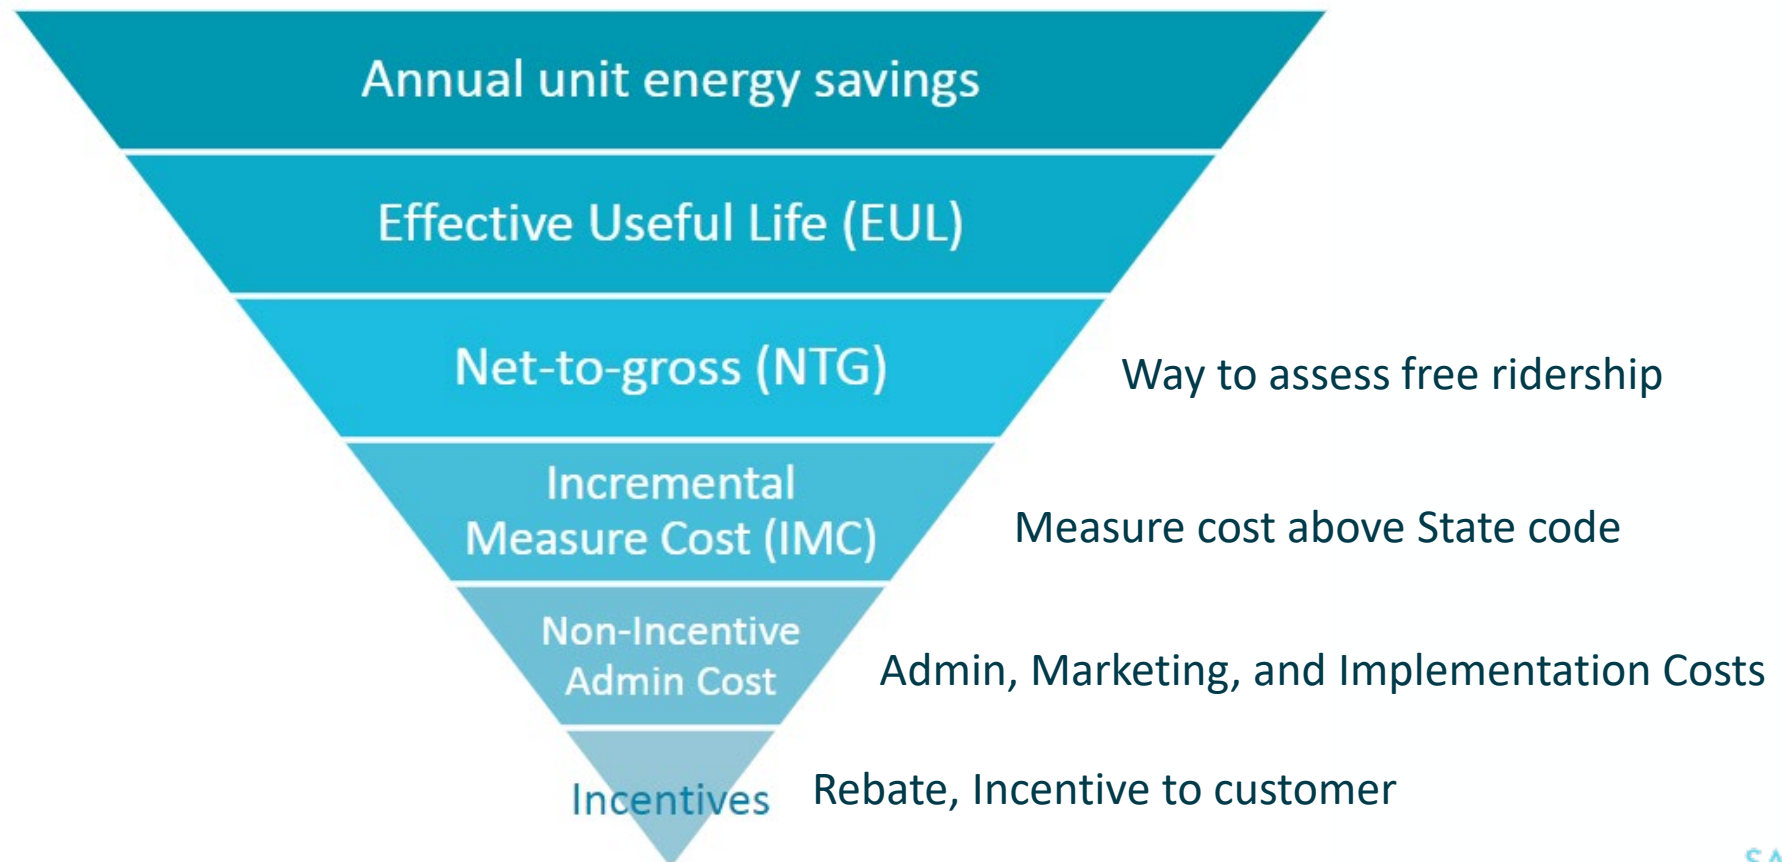 Annual unit energy savings
Effective Useful Life (EUL)
Net-to-gross (NTG)
Way to assess free ridership
Incremental
Measure Cost (IMC)
Measure cost above State code
Non-Incentive
Admin Cost
Admin, Marketing, and Implementation Costs
Incentives
Rebate, Incentive to customer